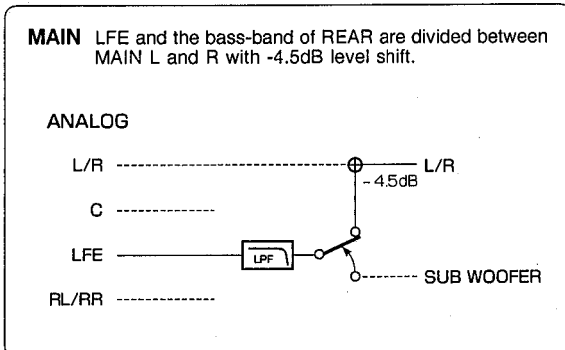 MAIN LFE and the bass-band of REAR are divided between
MAIN L and R with -4.5dB level shift.
ANALOG
L/R
L/R
- 4.5dB
C
LFE
LPF
SUB WOOFER
RL/RR